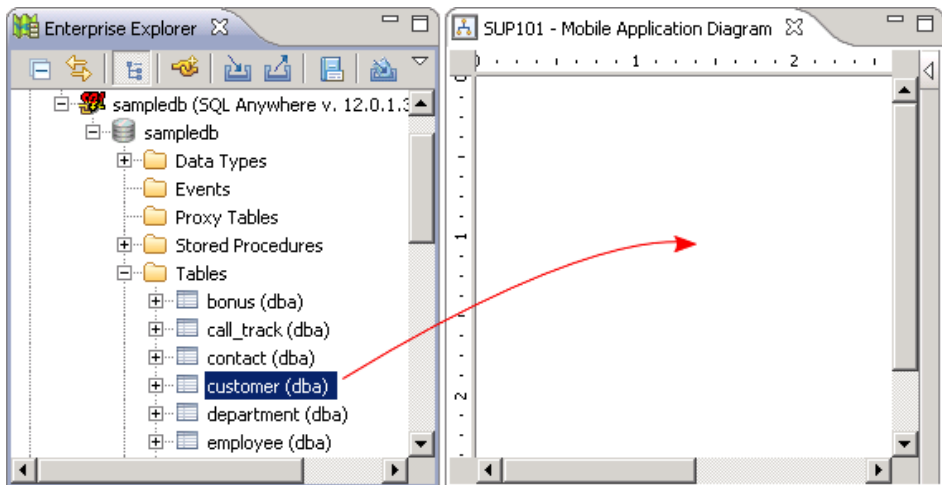 Enterprise Explorer
sampledb (SQL Anywhere v. 12.0.1.3
sampledb
Data Types
Events
Proxy Tables
Stored Procedures
Tables
bonus (dba)
call_track (dba)
contact (dba)
customer (dba)
department (dba)
employee (dba)
SUP101 - Mobile Application Diagram
0 1 2
1
2